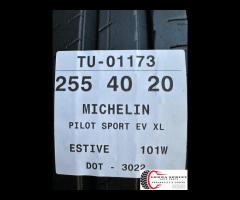 TU-01173
255 40 20
MICHELIN
PILOT SPORT EV XL
ESTIVE 101W
DOT - 3022